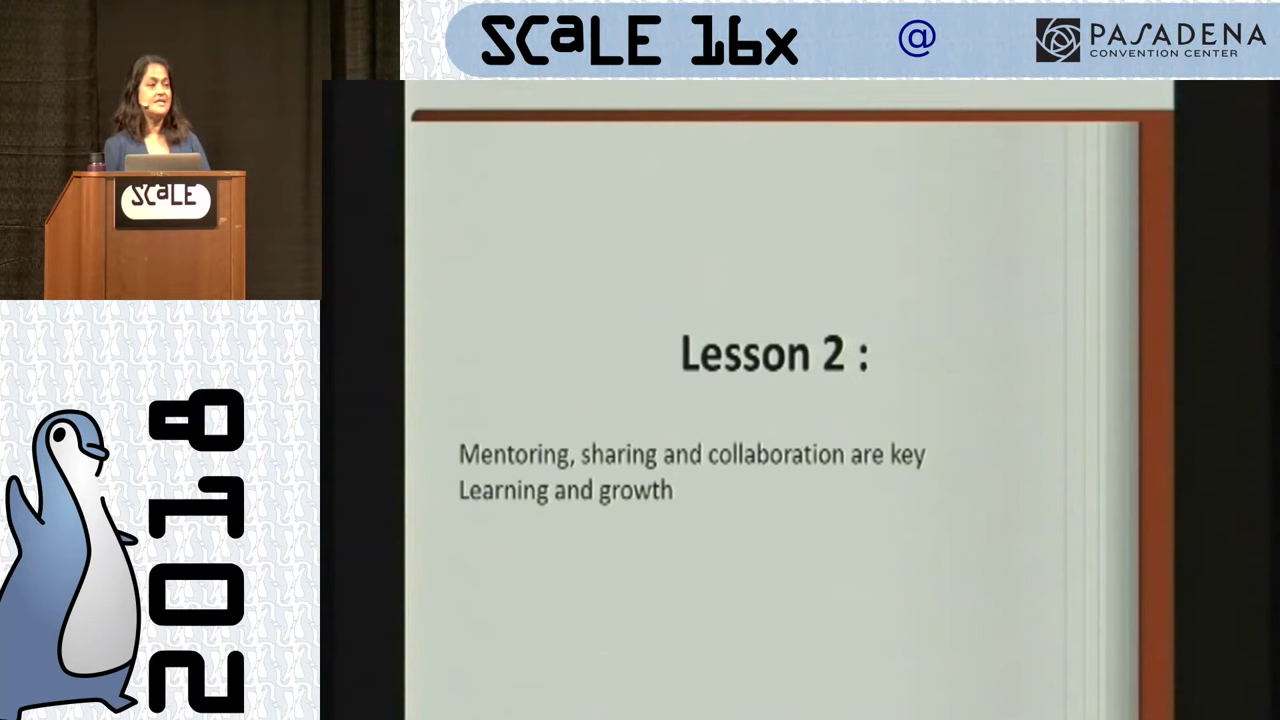 SCaLE 16x @ PASADENA
CONVENTION CENTER
SCaLE
Lesson 2 :
Mentoring, sharing and collaboration are key
Learning and growth
2018